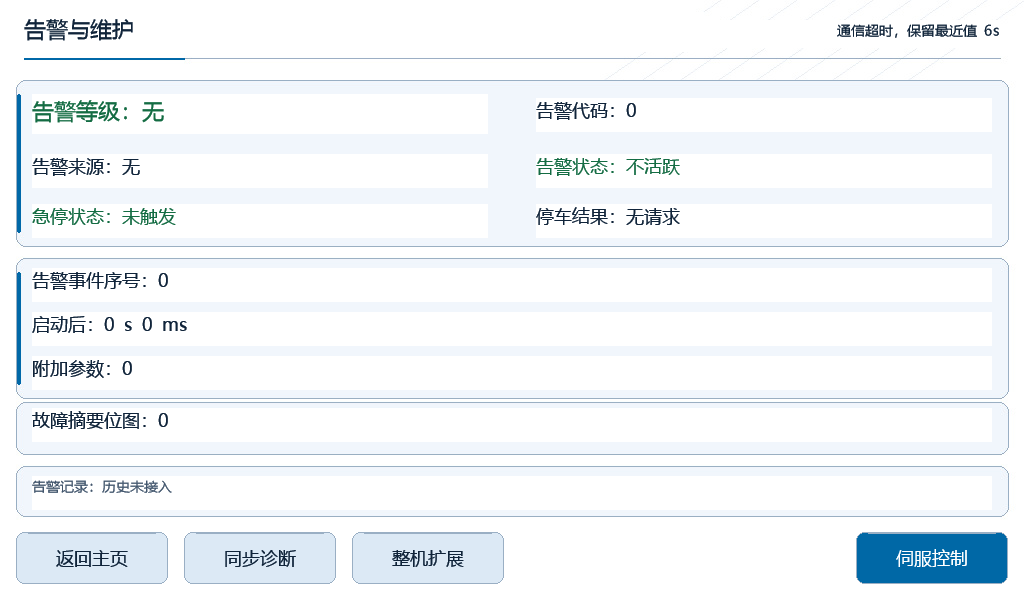 告警与维护
通信超时，保留最近值 6s
告警等级：无
告警代码：0
告警来源：无
告警状态：不活跃
急停状态：未触发
停车结果：无请求
告警事件序号：0
启动后：0 s 0 ms
附加参数：0
故障摘要位图：0
告警记录：历史未接入
返回主页
同步诊断
整机扩展
伺服控制